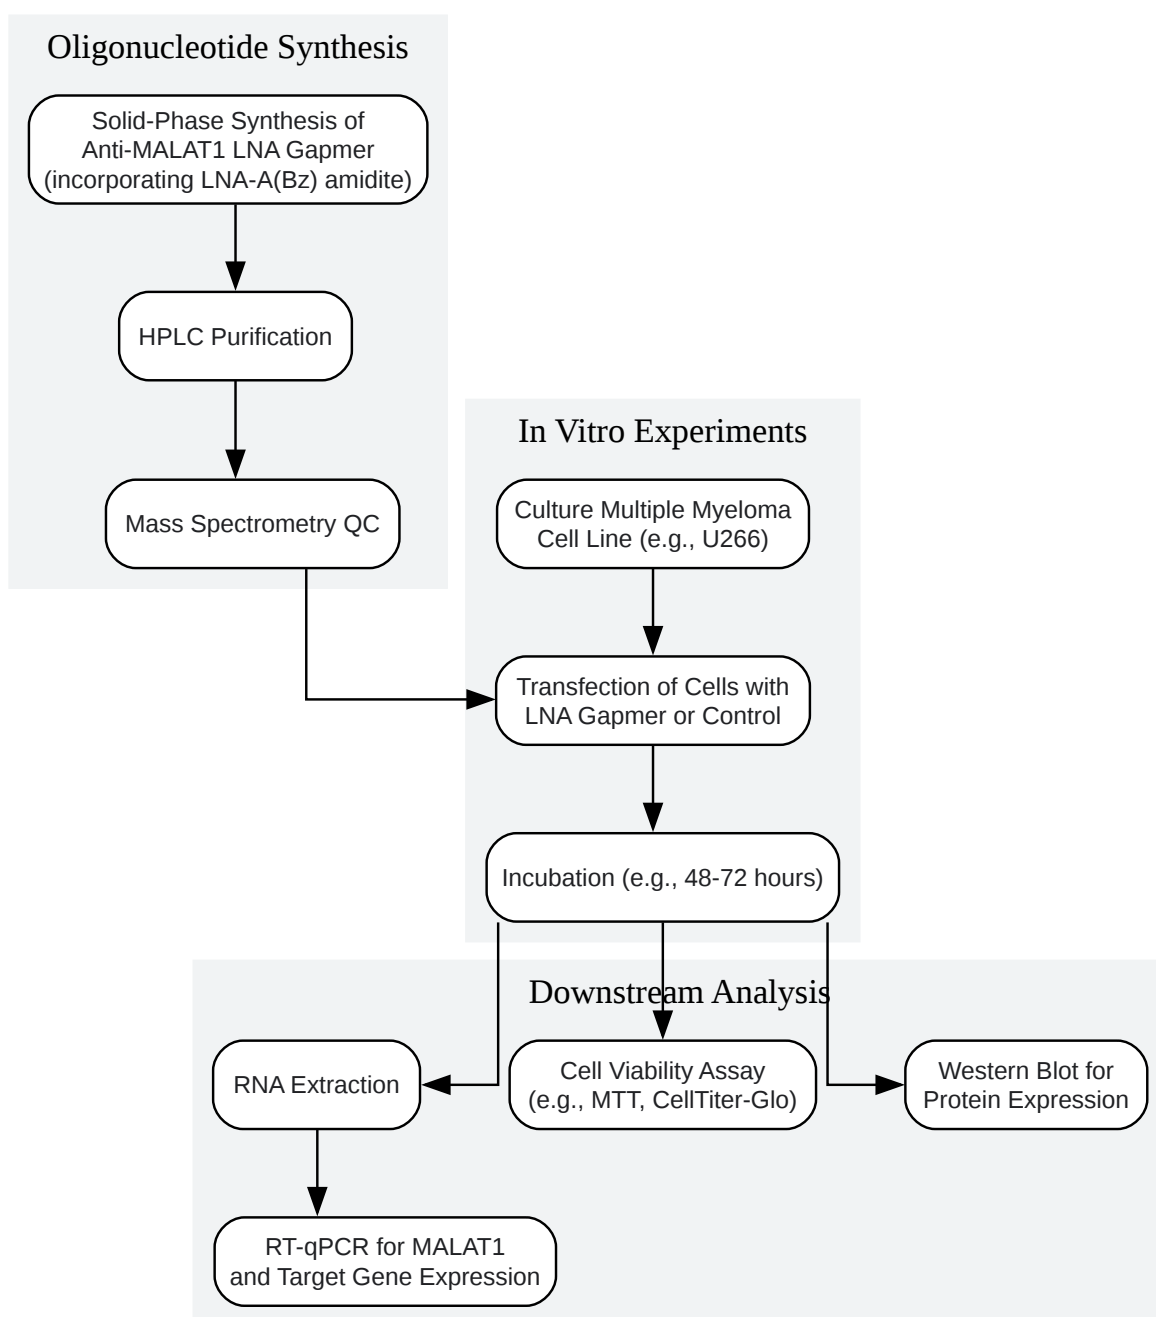 Oligonucleotide Synthesis
Solid-Phase Synthesis of
Anti-MALAT1 LNA Gapmer
(incorporating LNA-A(Bz) amidite)
HPLC Purification
Mass Spectrometry QC
In Vitro Experiments
Culture Multiple Myeloma
Cell Line (e.g., U266)
Transfection of Cells with
LNA Gapmer or Control
Incubation (e.g., 48-72 hours)
Downstream Analysis
RNA Extraction
Cell Viability Assay
(e.g., MTT, CellTiter-Glo)
Western Blot for
Protein Expression
RT-qPCR for MALAT1
and Target Gene Expression